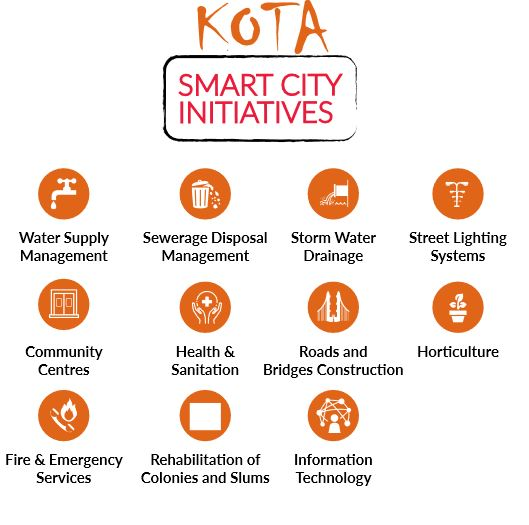 KOTA
SMART CITY
INITIATIVES
Water Supply
Management
Sewerage Disposal
Management
Storm Water
Drainage
Street Lighting
Systems
Community
Centres
Health &
Sanitation
Roads and
Bridges Construction
Horticulture
Fire & Emergency
Services
Rehabilitation of
Colonies and Slums
Information
Technology